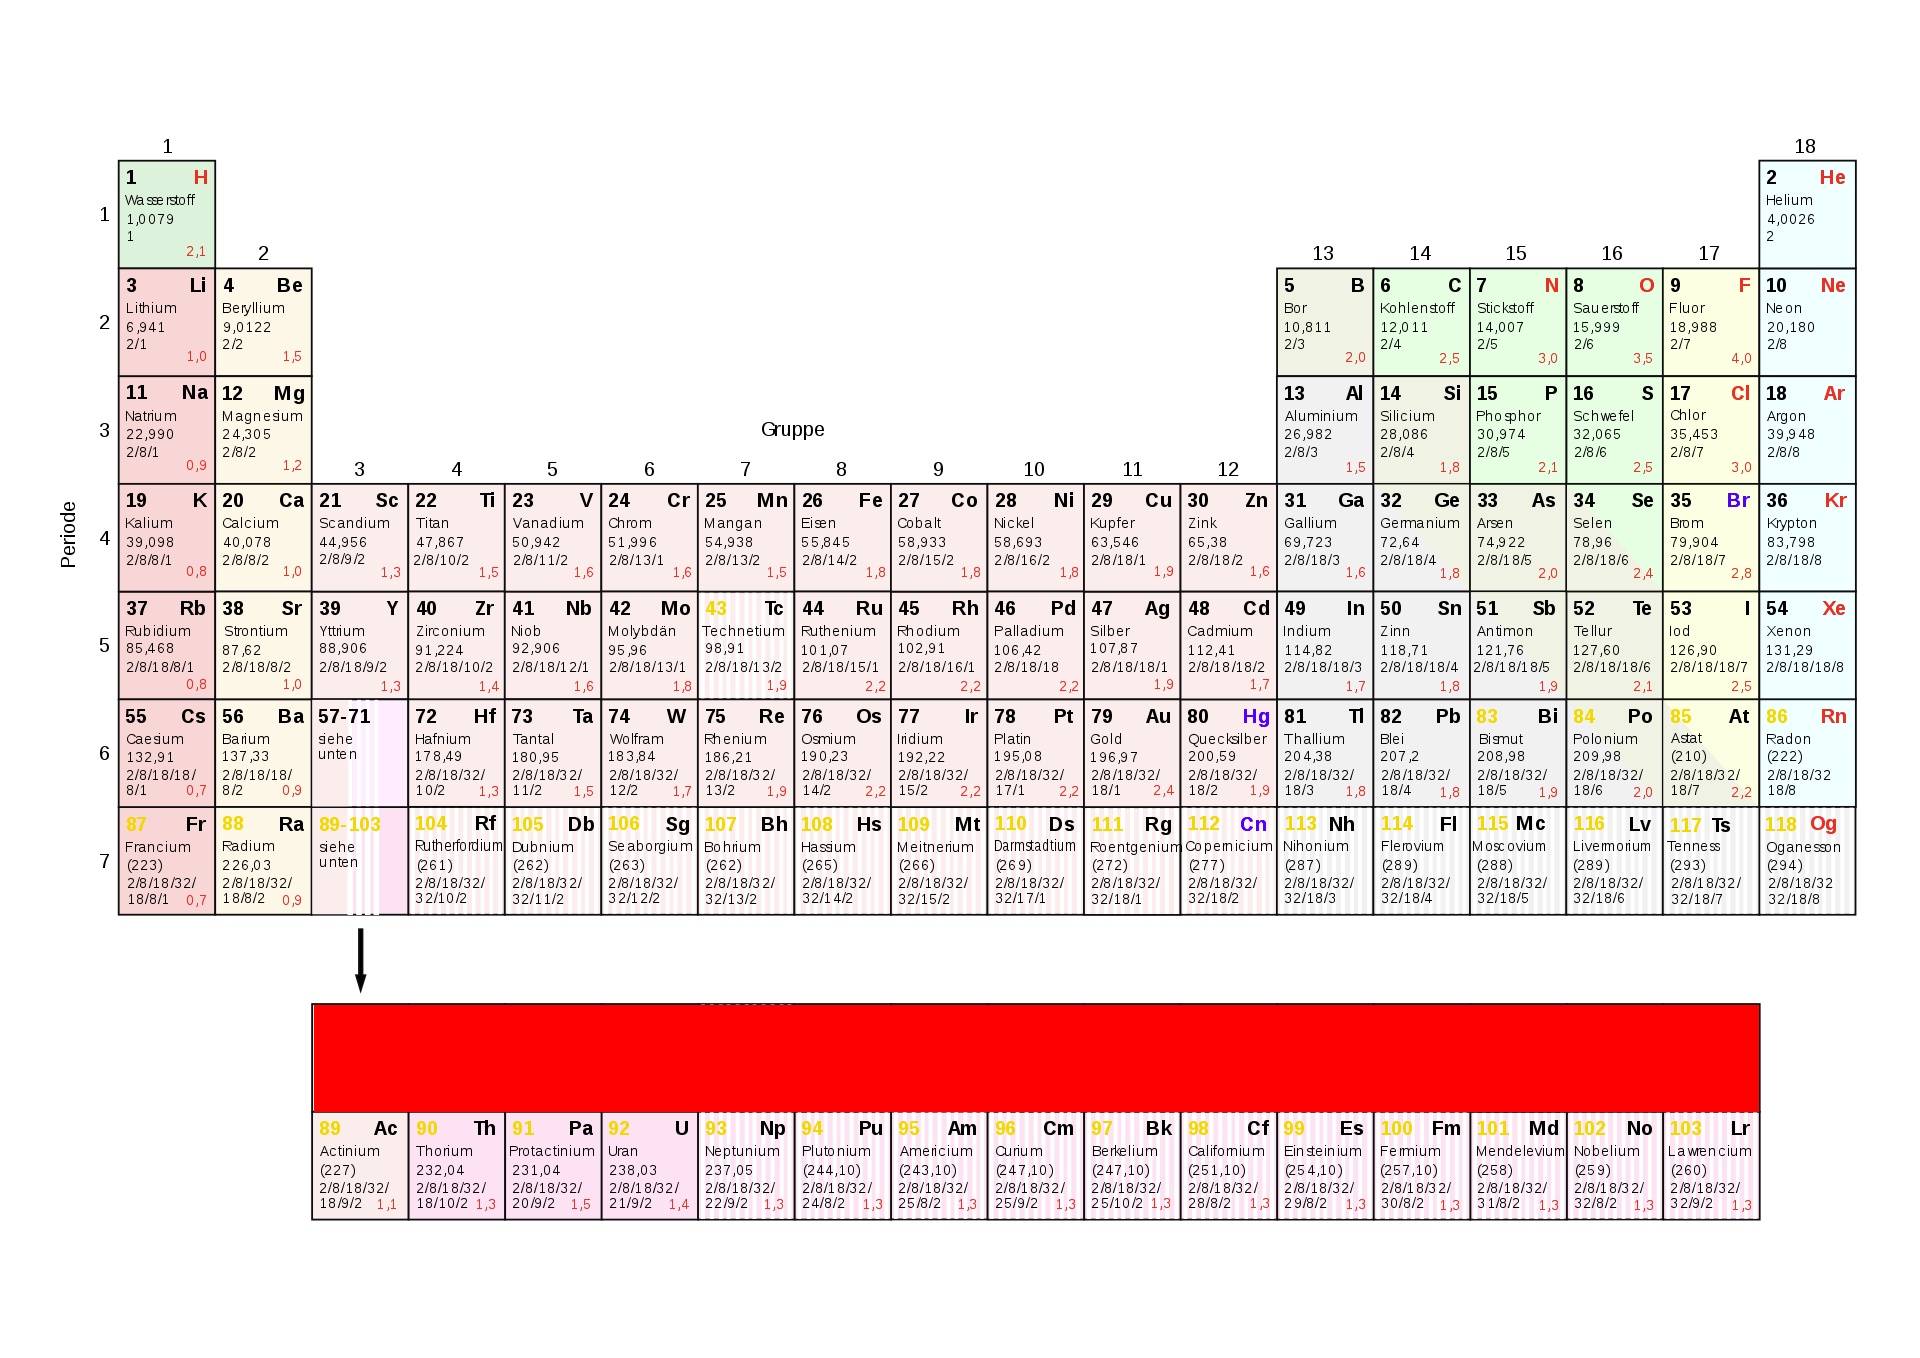 1 18
1 H 2 He
Wasserstoff Helium
1,0079 4,0026
1 2
1
2,1
2 13 14 15 16 17
3 Li 4 Be 5 B 6 C 7 N 8 O 9 F 10 Ne
Lithium Beryllium Bor Kohlenstoff Stickstoff Sauerstoff Fluor Neon
2
6,941 9,0122 10,811 12,011 14,007 15,999 18,988 20,180
2/1 2/2 2/3 2/4 2/5 2/6 2/7 2/8
1,0 1,5 2,0 2,5 3,0 3,5 4,0
11 Na 12 Mg 13 Al 14 Si 15 P 16 S 17 Cl 18 Ar
Natrium Magnesium Aluminium Silicium Phosphor Schwefel Chlor Argon
3 Gruppe
22,990 24,305 26,982 28,086 30,974 32,065 35,453 39,948
2/8/1 2/8/2 2/8/3 2/8/4 2/8/5 2/8/6 2/8/7 2/8/8
0,9 1,2 1,5 1,8 2,1 2,5 3,0
3 4 5 6 7 8 9 10 11 12
19 K 20 Ca 21 Sc 22 Ti 23 V 24 Cr 25 Mn 26 Fe 27 Co 28 Ni 29 Cu 30 Zn 31 Ga 32 Ge 33 As 34 Se 35 Br 36 Kr
Kalium Calcium Scandium Titan Vanadium Chrom Mangan Eisen Cobalt Nickel Kupfer Zink Gallium Germanium Arsen Selen Brom Krypton
Periode
4
39,098 40,078 44,956 47,867 50,942 51,996 54,938 55,845 58,933 58,693 63,546 65,38 69,723 72,64 74,922 78,96 79,904 83,798
2/8/8/1 2/8/8/2 2/8/9/2 2/8/10/2 2/8/11/2 2/8/13/1 2/8/13/2 2/8/14/2 2/8/15/2 2/8/16/2 2/8/18/1 2/8/18/2 2/8/18/3 2/8/18/4 2/8/18/5 2/8/18/6 2/8/18/7 2/8/18/8
0,8 1,0 1,3 1,5 1,6 1,6 1,5 1,8 1,8 1,8 1,9 1,6 1,6 1,8 2,0 2,4 2,8
37 Rb 38 Sr 39 Y 40 Zr 41 Nb 42 Mo 43 Tc 44 Ru 45 Rh 46 Pd 47 Ag 48 Cd 49 In 50 Sn 51 Sb 52 Te 53 I 54 Xe
Rubidium Strontium Yttrium Zirconium Niob Molybdän Technetium Ruthenium Rhodium Palladium Silber Cadmium Indium Zinn Antimon Tellur Iod Xenon
5
85,468 87,62 88,906 91,224 92,906 95,96 98,91 101,07 102,91 106,42 107,87 112,41 114,82 118,71 121,76 127,60 126,90 131,29
2/8/18/8/1 2/8/18/8/2 2/8/18/9/2 2/8/18/10/2 2/8/18/12/1 2/8/18/13/1 2/8/18/13/2 2/8/18/15/1 2/8/18/16/1 2/8/18/18 2/8/18/18/1 2/8/18/18/2 2/8/18/18/3 2/8/18/18/4 2/8/18/18/5 2/8/18/18/6 2/8/18/18/7 2/8/18/18/8
0,8 1,0 1,3 1,4 1,6 1,8 1,9 2,2 2,2 2,2 1,9 1,7 1,7 1,8 1,9 2,1 2,5
55 Cs 56 Ba 57-71 72 Hf 73 Ta 74 W 75 Re 76 Os 77 Ir 78 Pt 79 Au 80 Hg 81 Tl 82 Pb 83 Bi 84 Po 85 At 86 Rn
Caesium Barium siehe Hafnium Tantal Wolfram Rhenium Osmium Iridium Platin Gold Quecksilber Thallium Blei Bismut Polonium Astat Radon
6
132,91 137,33 unten 178,49 180,95 183,84 186,21 190,23 192,22 195,08 196,97 200,59 204,38 207,2 208,98 209,98 (210) (222)
2/8/18/18/ 2/8/18/18/ 2/8/18/32/ 2/8/18/32/ 2/8/18/32/ 2/8/18/32/ 2/8/18/32/ 2/8/18/32/ 2/8/18/32/ 2/8/18/32/ 2/8/18/32/ 2/8/18/32/ 2/8/18/32/ 2/8/18/32/ 2/8/18/32/ 2/8/18/32/ 2/8/18/32
8/1 0,7 8/2 0,9 10/2 1,3 11/2 1,5 12/2 1,7 13/2 1,9 14/2 2,2 15/2 2,2 17/1 2,2 18/1 2,4 18/2 1,9 18/3 1,8 18/4 1,8 18/5 1,9 18/6 2,0 18/7 2,2 18/8
87 Fr 88 Ra 89-103 104 Rf 105 Db 106 Sg 107 Bh 108 Hs 109 Mt 110 Ds 111 Rg 112 Cn 113 Nh 114 Fl 115 Mc 116 Lv 117 Ts 118 Og
Francium Radium siehe Rutherfordium Dubnium Seaborgium Bohrium Hassium Meitnerium Darmstadtium Roentgenium Copernicium Nihonium Flerovium Moscovium Livermorium Tenness Oganesson
7
(223) 226,03 unten (261) (262) (263) (262) (265) (266) (269) (272) (277) (287) (289) (288) (289) (293) (294)
2/8/18/32/ 2/8/18/32/ 2/8/18/32/ 2/8/18/32/ 2/8/18/32/ 2/8/18/32/ 2/8/18/32/ 2/8/18/32/ 2/8/18/32/ 2/8/18/32/ 2/8/18/32/ 2/8/18/32/ 2/8/18/32/ 2/8/18/32/ 2/8/18/32/ 2/8/18/32/ 2/8/18/32
18/8/1 0,7 18/8/2 0,9 32/10/2 32/11/2 32/12/2 32/13/2 32/14/2 32/15/2 32/17/1 32/18/1 32/18/2 32/18/3 32/18/4 32/18/5 32/18/6 32/18/7 32/18/8
89 Ac 90 Th 91 Pa 92 U 93 Np 94 Pu 95 Am 96 Cm 97 Bk 98 Cf 99 Es 100 Fm 101 Md 102 No 103 Lr
Actinium Thorium Protactinium Uran Neptunium Plutonium Americium Curium Berkelium Californium Einsteinium Fermium Mendelevium Nobelium Lawrencium
(227) 232,04 231,04 238,03 237,05 (244,10) (243,10) (247,10) (247,10) (251,10) (254,10) (257,10) (258) (259) (260)
2/8/18/32/ 2/8/18/32/ 2/8/18/32/ 2/8/18/32/ 2/8/18/32/ 2/8/18/32/ 2/8/18/32/ 2/8/18/32/ 2/8/18/32/ 2/8/18/32/ 2/8/18/32/ 2/8/18/32/ 2/8/18/32/ 2/8/18/32/ 2/8/18/32/
18/9/2 1,1 18/10/2 1,3 20/9/2 1,5 21/9/2 1,4 22/9/2 1,3 24/8/2 1,3 25/8/2 1,3 25/9/2 1,3 25/10/2 1,3 28/8/2 1,3 29/8/2 1,3 30/8/2 1,3 31/8/2 1,3 32/8/2 1,3 32/9/2 1,3